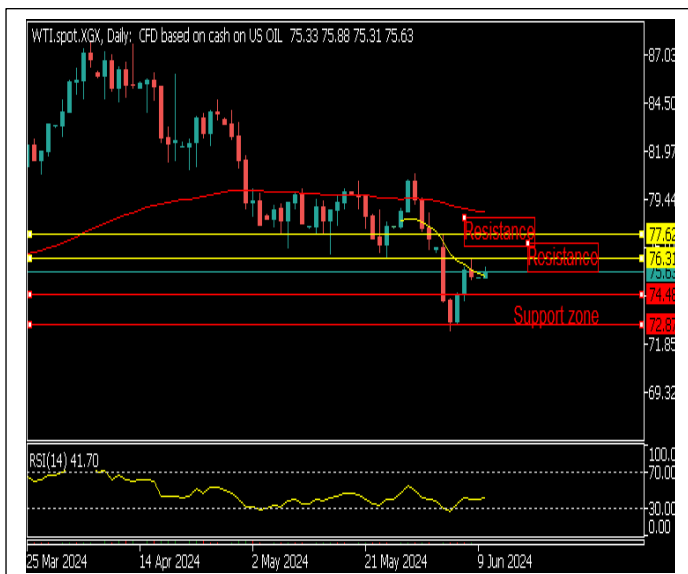 WTI.spot.XGX, Daily: CFD based on cash on US OIL 75.33 75.88 75.31 75.63
87.03
84.50
81.97
79.44
Resistance
77.62
Resistance
76.31
75.63
74.48
Support zone
72.87
71.85
69.32
RSI(14) 41.70
100.0
70.00
30.00
0.00
25 Mar 2024 14 Apr 2024 2 May 2024 21 May 2024 9 Jun 2024